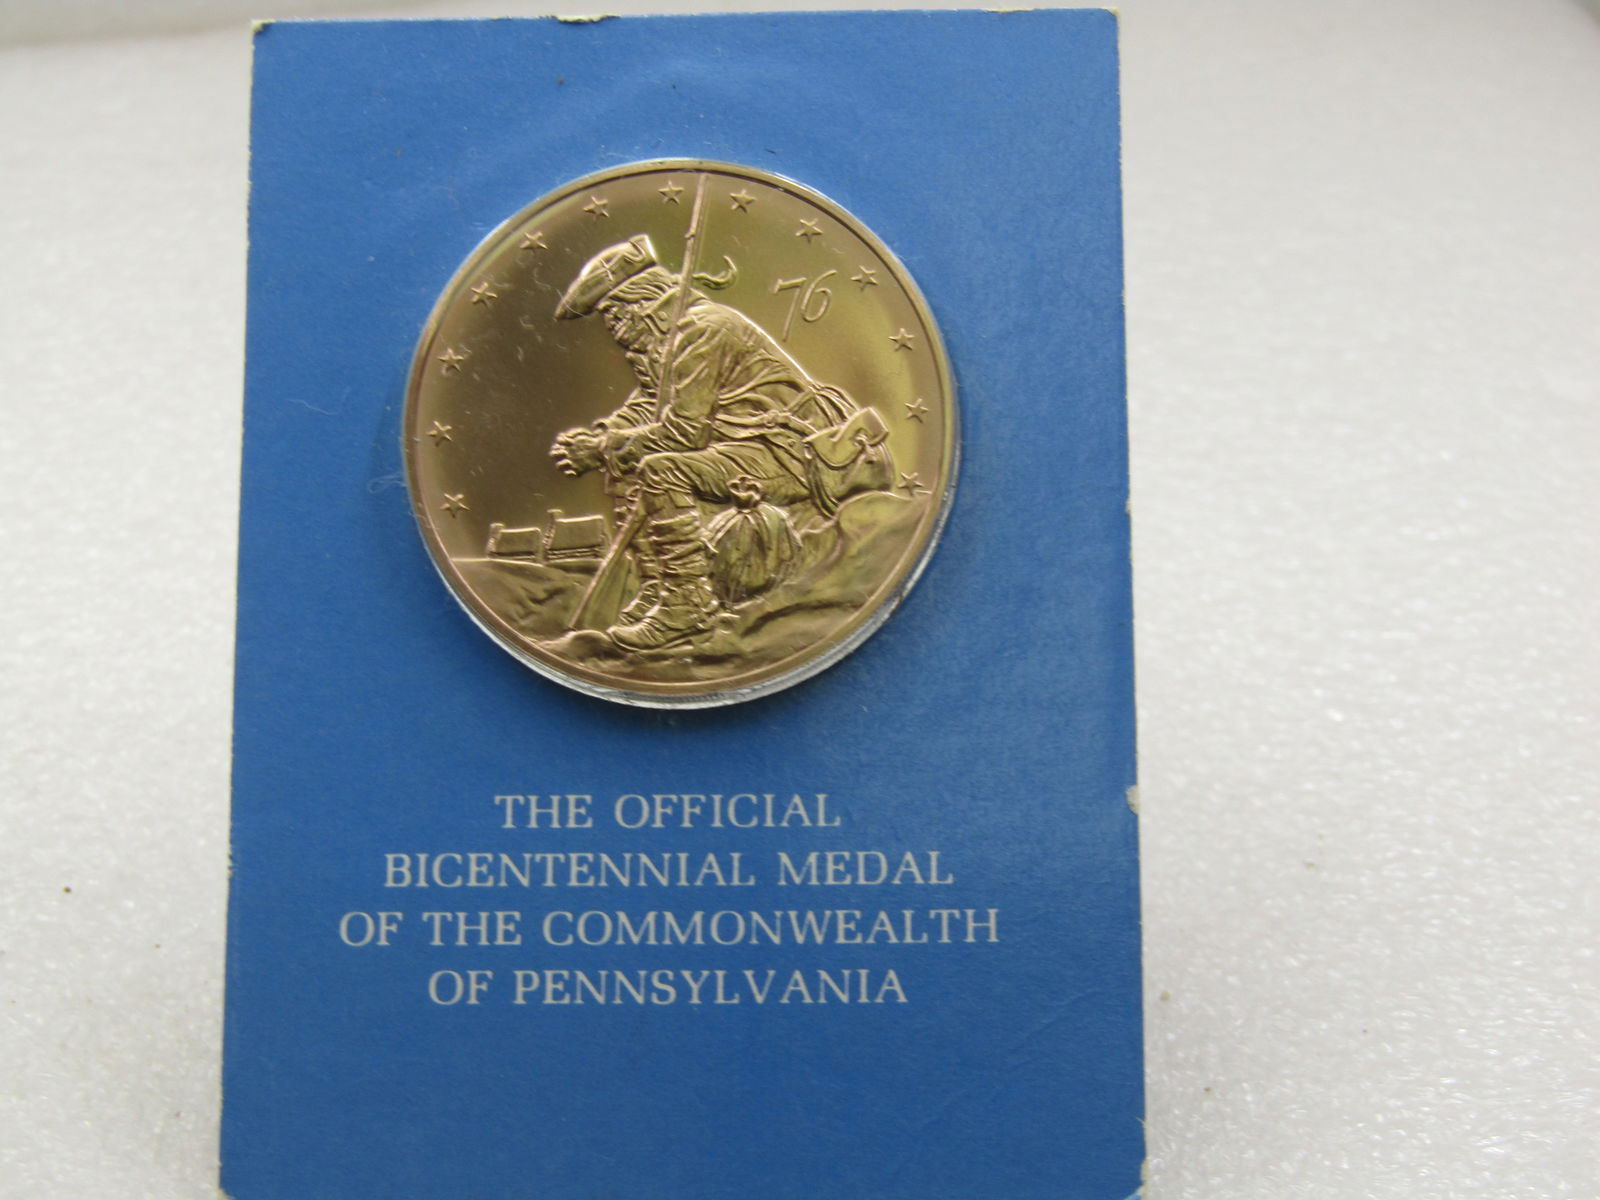 76
THE OFFICIAL
BICENTENNIAL MEDAL
OF THE COMMONWEALTH
OF PENNSYLVANIA